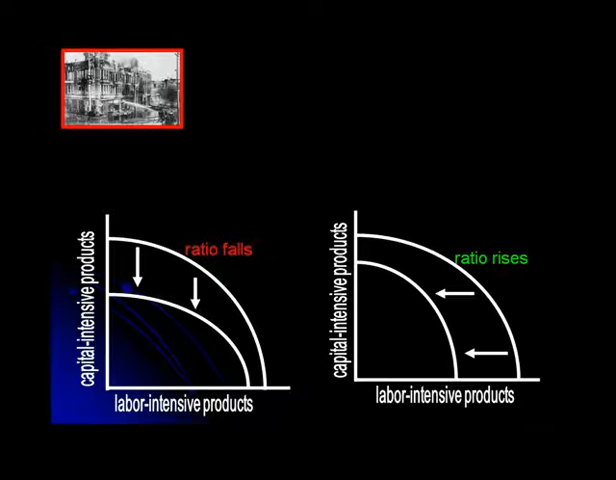 capital-intensive products
ratio falls
labor-intensive products
capital-intensive products
ratio rises
labor-intensive products